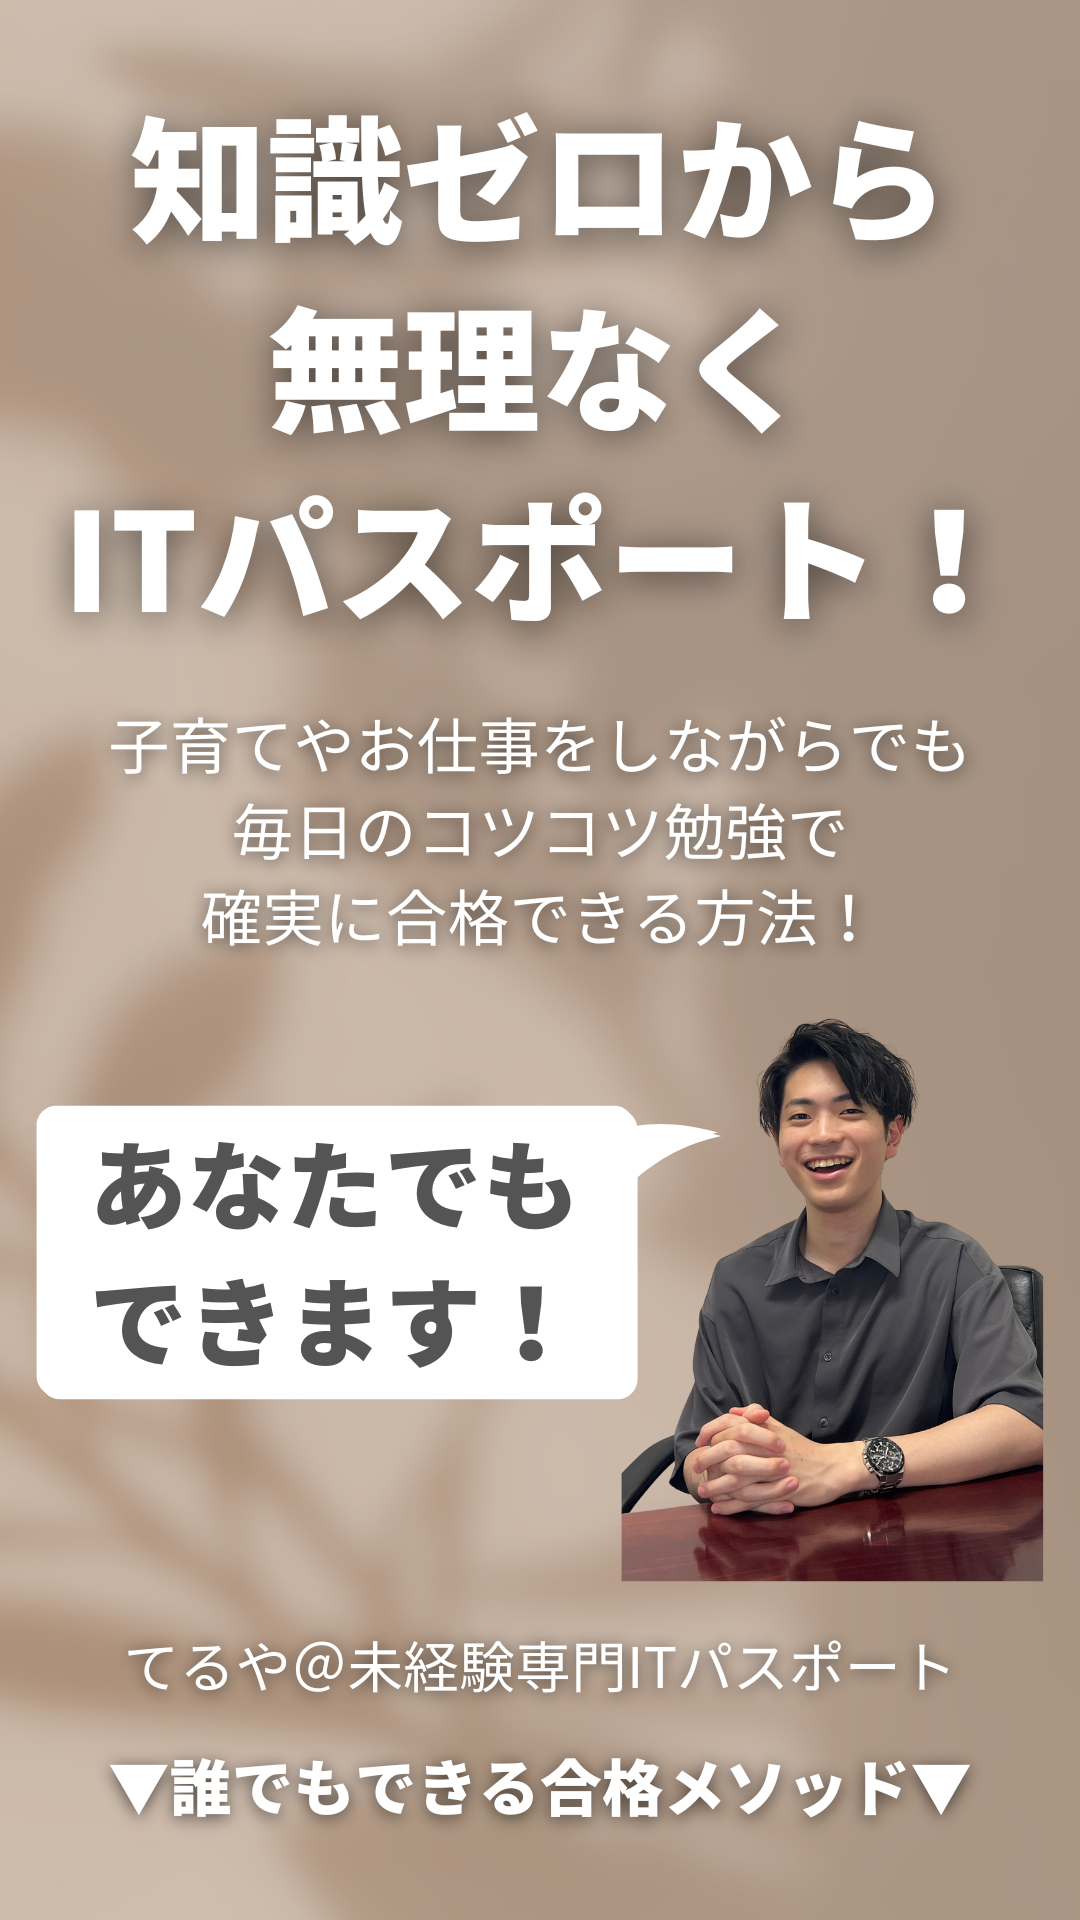 知識ゼロから
無理なく
ITパスポート！
子育てやお仕事をしながらでも
毎日のコツコツ勉強で
確実に合格できる方法！
あなたでも
できます！
てるや＠未経験専門ITパスポート
▼誰でもできる合格メソッド▼